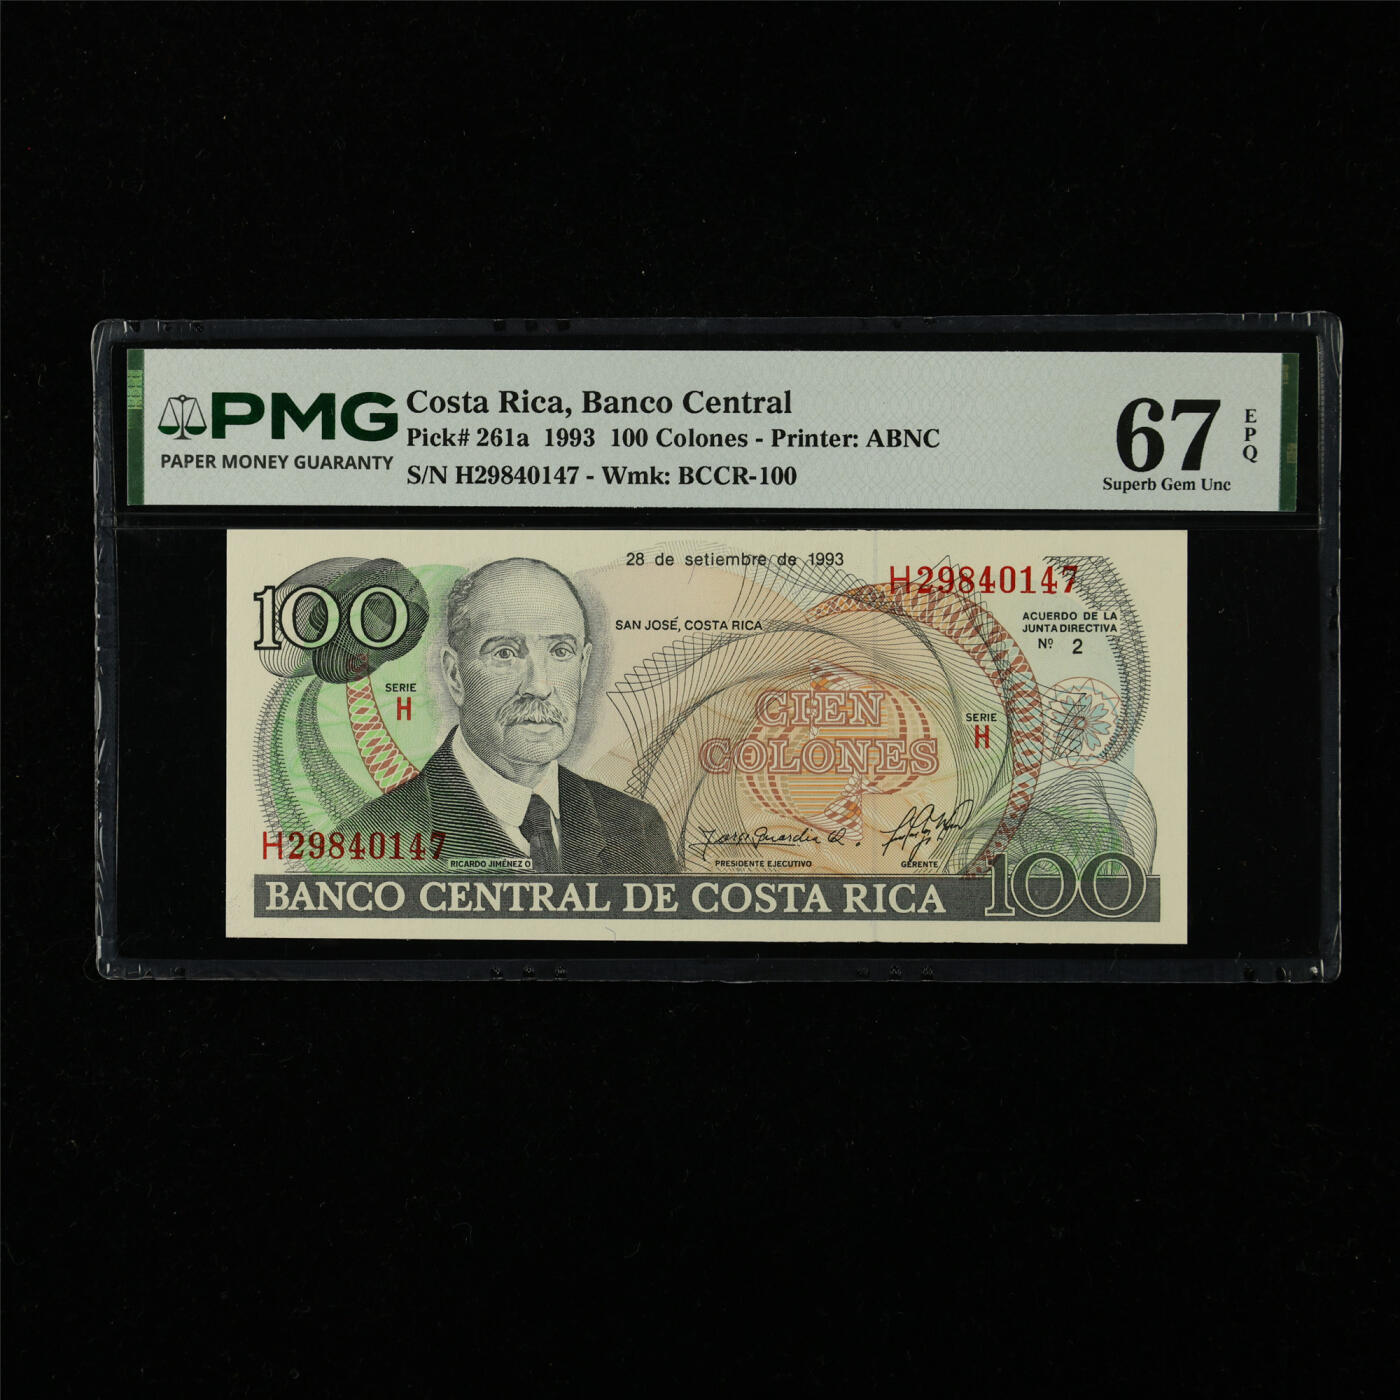 PMG
PAPER MONEY GUARANTY
Costa Rica, Banco Central
Pick# 261a 1993 100 Colones - Printer: ABNC
S/N H29840147 - Wmk: BCCR-100
67
EPQ
Superb Gem Unc
28 de setiembre de 1993
H29840147
100
SAN JOSÉ, COSTA RICA
ACUERDO DE LA
JUNTA DIRECTIVA
Nº 2
SERIE
H
CIEN
COLONES
SERIE
H
H29840147
RICARDO JIMÉNEZ O
PRESIDENTE EJECUTIVO
GERENTE
BANCO CENTRAL DE COSTA RICA
100